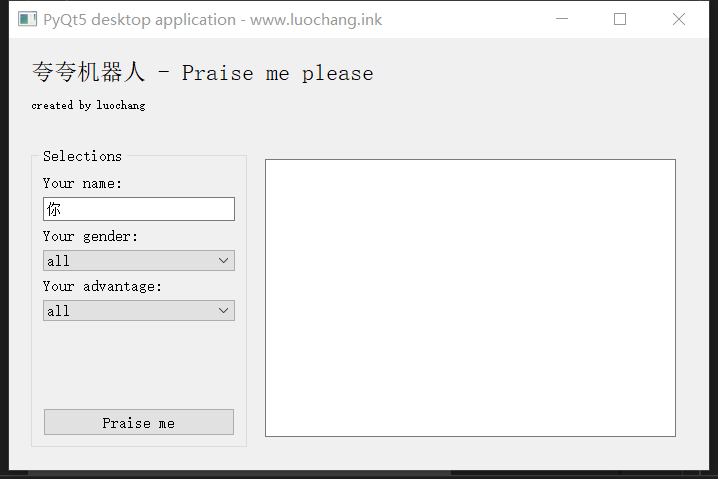 PyQt5 desktop application - www.luochang.ink
夸夸机器人 - Praise me please
created by luochang
Selections
Your name:
你
Your gender:
all
Your advantage:
all
Praise me